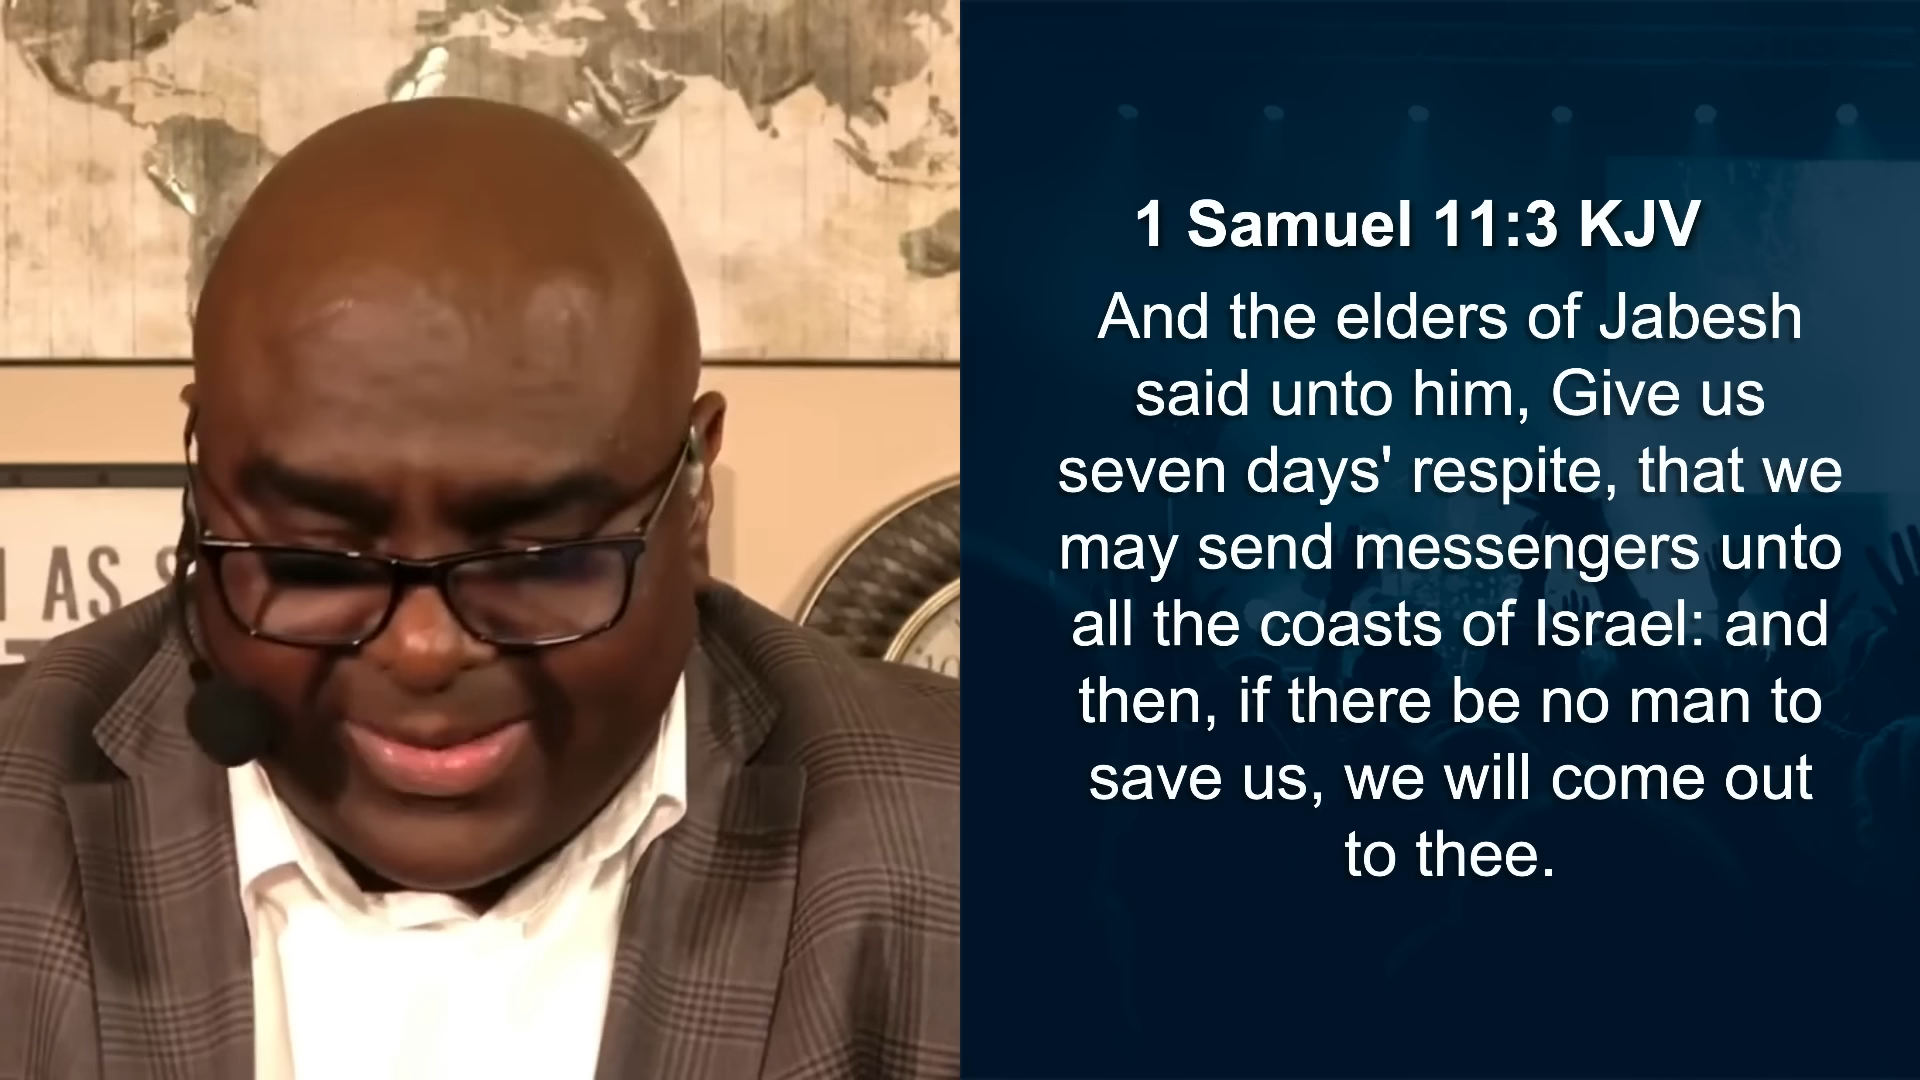 AS
1 Samuel 11:3 KJV
And the elders of Jabesh
said unto him, Give us
seven days' respite, that we
may send messengers unto
all the coasts of Israel: and
then, if there be no man to
save us, we will come out
to thee.